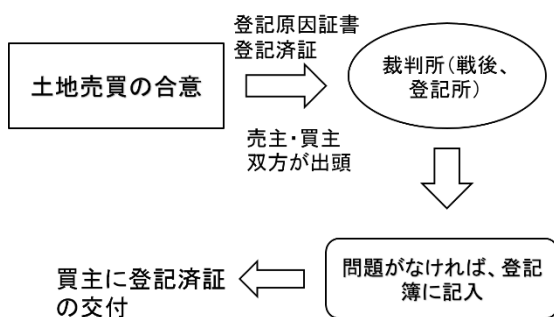 登記原因証書
登記済証
土地売買の合意
裁判所(戦後、
登記所)
売主・買主
双方が出頭
問題がなければ、登記
簿に記入
買主に登記済証
の交付